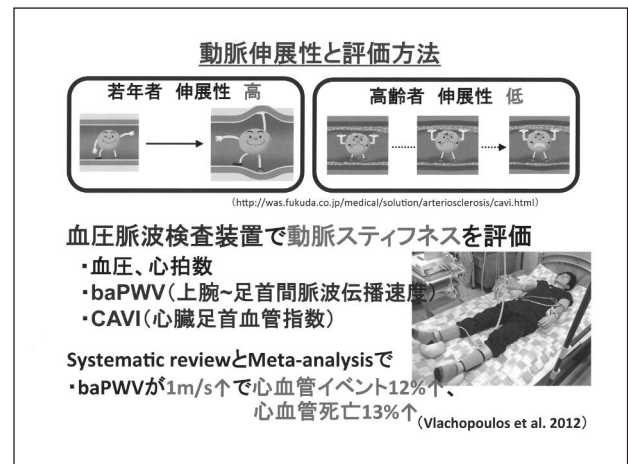 動脈伸展性と評価方法
若年者 伸展性 高
高齢者 伸展性 低
（http://was.fukuda.co.jp/medical/solution/arteriosclerosis/cavi.html）
血圧脈波検査装置で動脈スティフネスを評価
・血圧、心拍数
・baPWV（上腕~足首間脈波伝播速度）
・CAVI（心臓足首血管指数）
Systematic reviewとMeta-analysisで
・baPWVが1m/s↑で心血管イベント12%↑、
心血管死亡13%↑
（Vlachopoulos et al. 2012）